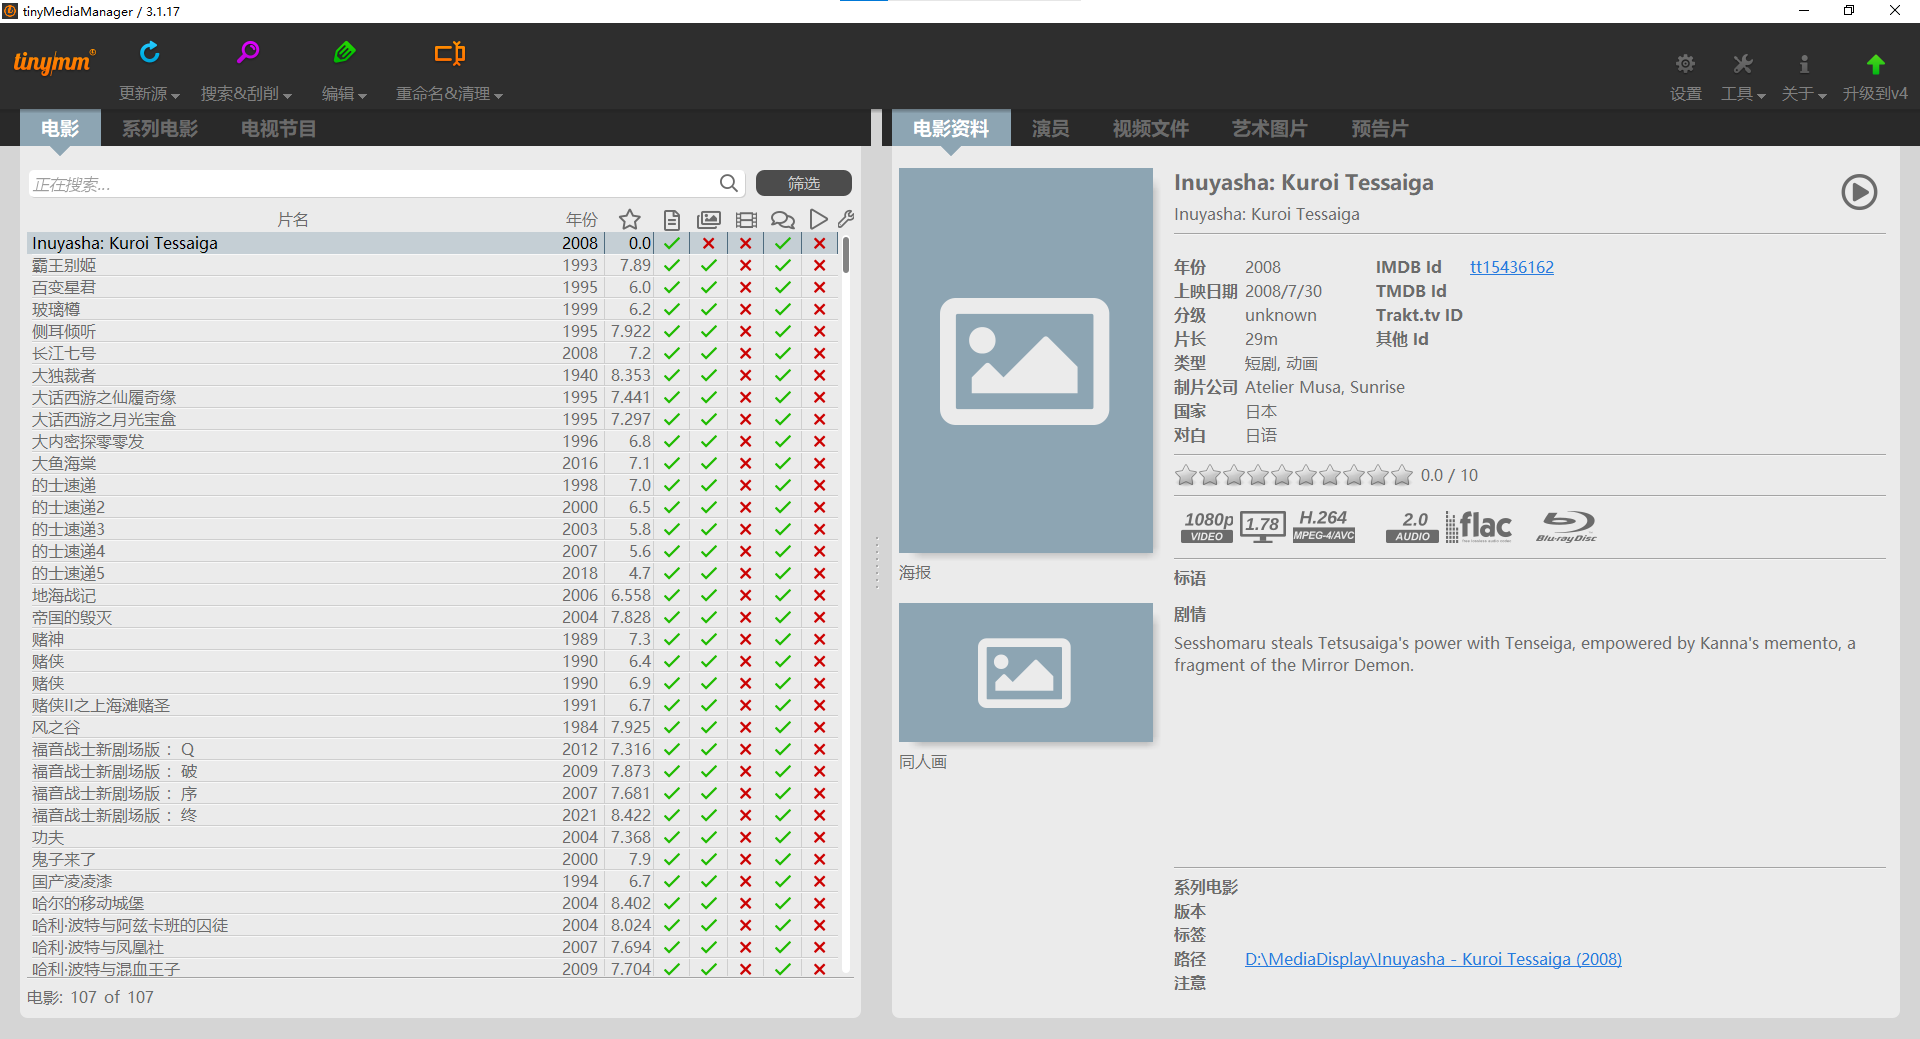 tinyMediaManager / 3.1.17
tinymm®
更新源
搜索&刮削
编辑
重命名&清理
设置
工具
关于
升级到v4
电影
系列电影
电视节目
正在搜索...
筛选
片名 年份
Inuyasha: Kuroi Tessaiga 2008 0.0
霸王别姬 1993 7.89
百变星君 1995 6.0
玻璃樽 1999 6.2
侧耳倾听 1995 7.922
长江七号 2008 7.2
大独裁者 1940 8.353
大话西游之仙履奇缘 1995 7.441
大话西游之月光宝盒 1995 7.297
大内密探零零发 1996 6.8
大鱼海棠 2016 7.1
的士速递 1998 7.0
的士速递2 2000 6.5
的士速递3 2003 5.8
的士速递4 2007 5.6
的士速递5 2018 4.7
地海战记 2006 6.558
帝国的毁灭 2004 7.828
赌神 1989 7.3
赌侠 1990 6.4
赌侠 1990 6.9
赌侠II之上海滩赌圣 1991 6.7
风之谷 1984 7.925
福音战士新剧场版 : Q 2012 7.316
福音战士新剧场版 : 破 2009 7.873
福音战士新剧场版 : 序 2007 7.681
福音战士新剧场版 : 终 2021 8.422
功夫 2004 7.368
鬼子来了 2000 7.9
国产凌凌漆 1994 6.7
哈尔的移动城堡 2004 8.402
哈利·波特与阿兹卡班的囚徒 2004 8.024
哈利·波特与凤凰社 2007 7.694
哈利·波特与混血王子 2009 7.704
电影: 107 of 107
电影资料
演员
视频文件
艺术图片
预告片
海报
同人画
Inuyasha: Kuroi Tessaiga
Inuyasha: Kuroi Tessaiga
年份 2008 IMDB Id tt15436162
上映日期 2008/7/30 TMDB Id
分级 unknown Trakt.tv ID
片长 29m 其他 Id
类型 短剧, 动画
制片公司 Atelier Musa, Sunrise
国家 日本
对白 日语
0.0 / 10
1080p VIDEO 1.78 H.264 MPEG-4/AVC 2.0 AUDIO flac Blu-ray Disc
标语
剧情
Sesshomaru steals Tetsusaiga's power with Tenseiga, empowered by Kanna's memento, a
fragment of the Mirror Demon.
系列电影
版本
标签
路径 D:\MediaDisplay\Inuyasha - Kuroi Tessaiga (2008)
注意